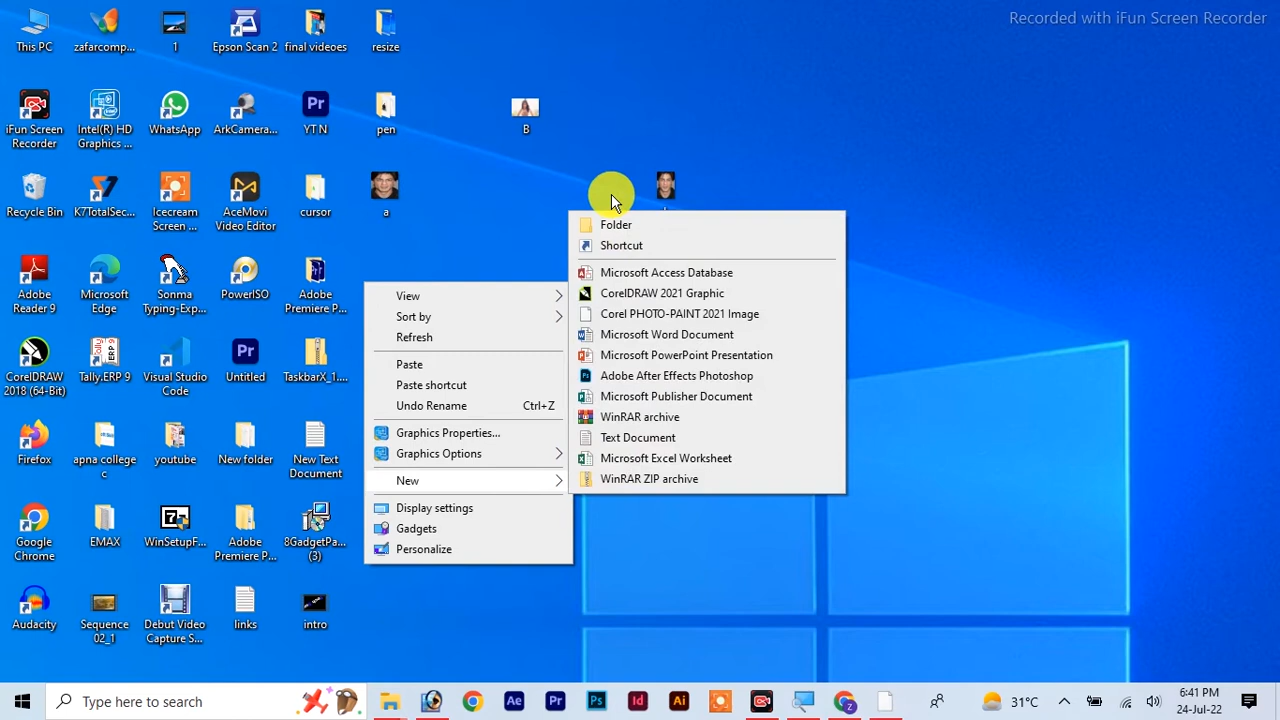 Recorded with iFun Screen Recorder
This PC
zafarcomp...
1
Epson Scan 2
final videoes
resize
iFun Screen
Recorder
Intel(R) HD
Graphics ...
WhatsApp
ArkCamera...
YT N
pen
B
Recycle Bin
K7TotalSec...
Icecream
Screen ...
AceMovi
Video Editor
cursor
a
Adobe
Reader 9
Microsoft
Edge
Sonma
Typing-Exp...
PowerISO
Adobe
Premiere P...
CorelDRAW
2018 (64-Bit)
Tally.ERP 9
Visual Studio
Code
Untitled
TaskbarX_1....
Firefox
apna college
c
youtube
New folder
New Text
Document
Google
Chrome
EMAX
WinSetupF...
Adobe
Premiere P...
8GadgetPa...
(3)
Audacity
Sequence
02_1
Debut Video
Capture S...
links
intro
View
Sort by
Refresh
Paste
Paste shortcut
Undo Rename Ctrl+Z
Graphics Properties...
Graphics Options
New
Display settings
Gadgets
Personalize
Folder
Shortcut
Microsoft Access Database
CorelDRAW 2021 Graphic
Corel PHOTO-PAINT 2021 Image
Microsoft Word Document
Microsoft PowerPoint Presentation
Adobe After Effects Photoshop
Microsoft Publisher Document
WinRAR archive
Text Document
Microsoft Excel Worksheet
WinRAR ZIP archive
Type here to search
Ae
Pr
Ps
Id
Ai
31°C
6:41 PM
24-Jul-22